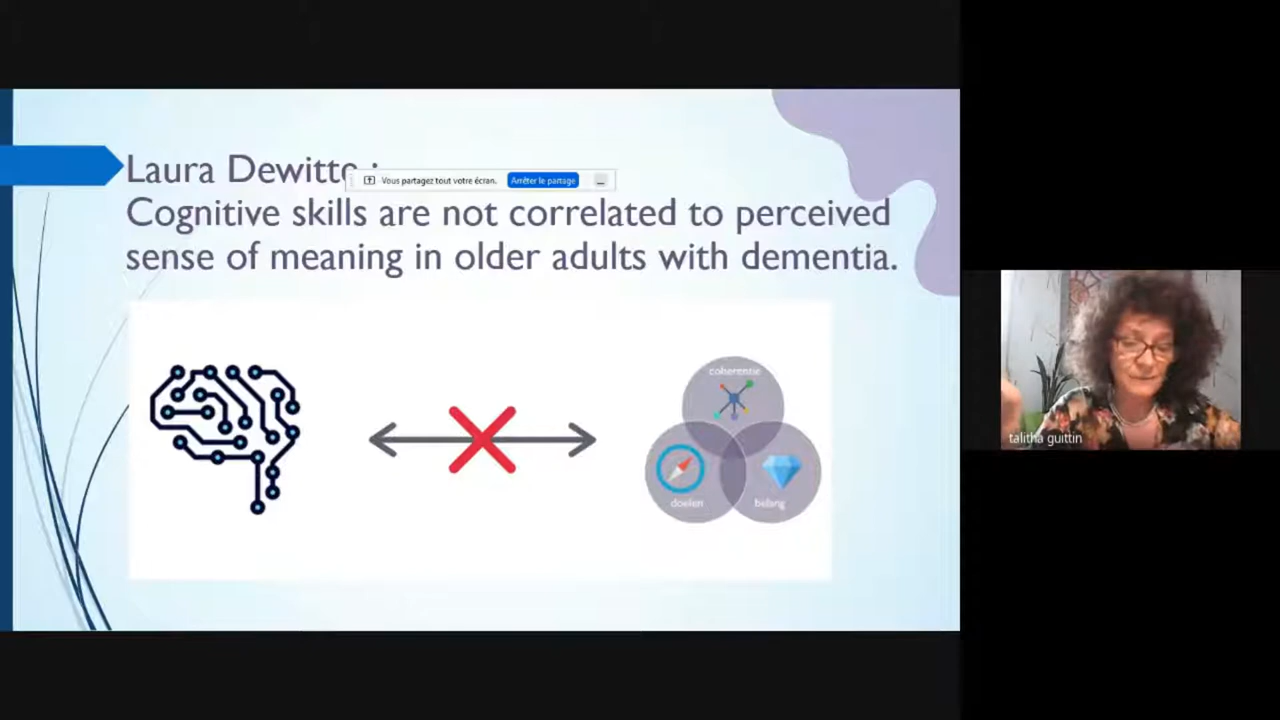 Laura Dewitte :
Vous partagez tout votre écran. Arrêter le partage
Cognitive skills are not correlated to perceived
sense of meaning in older adults with dementia.
coherentie
doelen
belang
talitha guittin